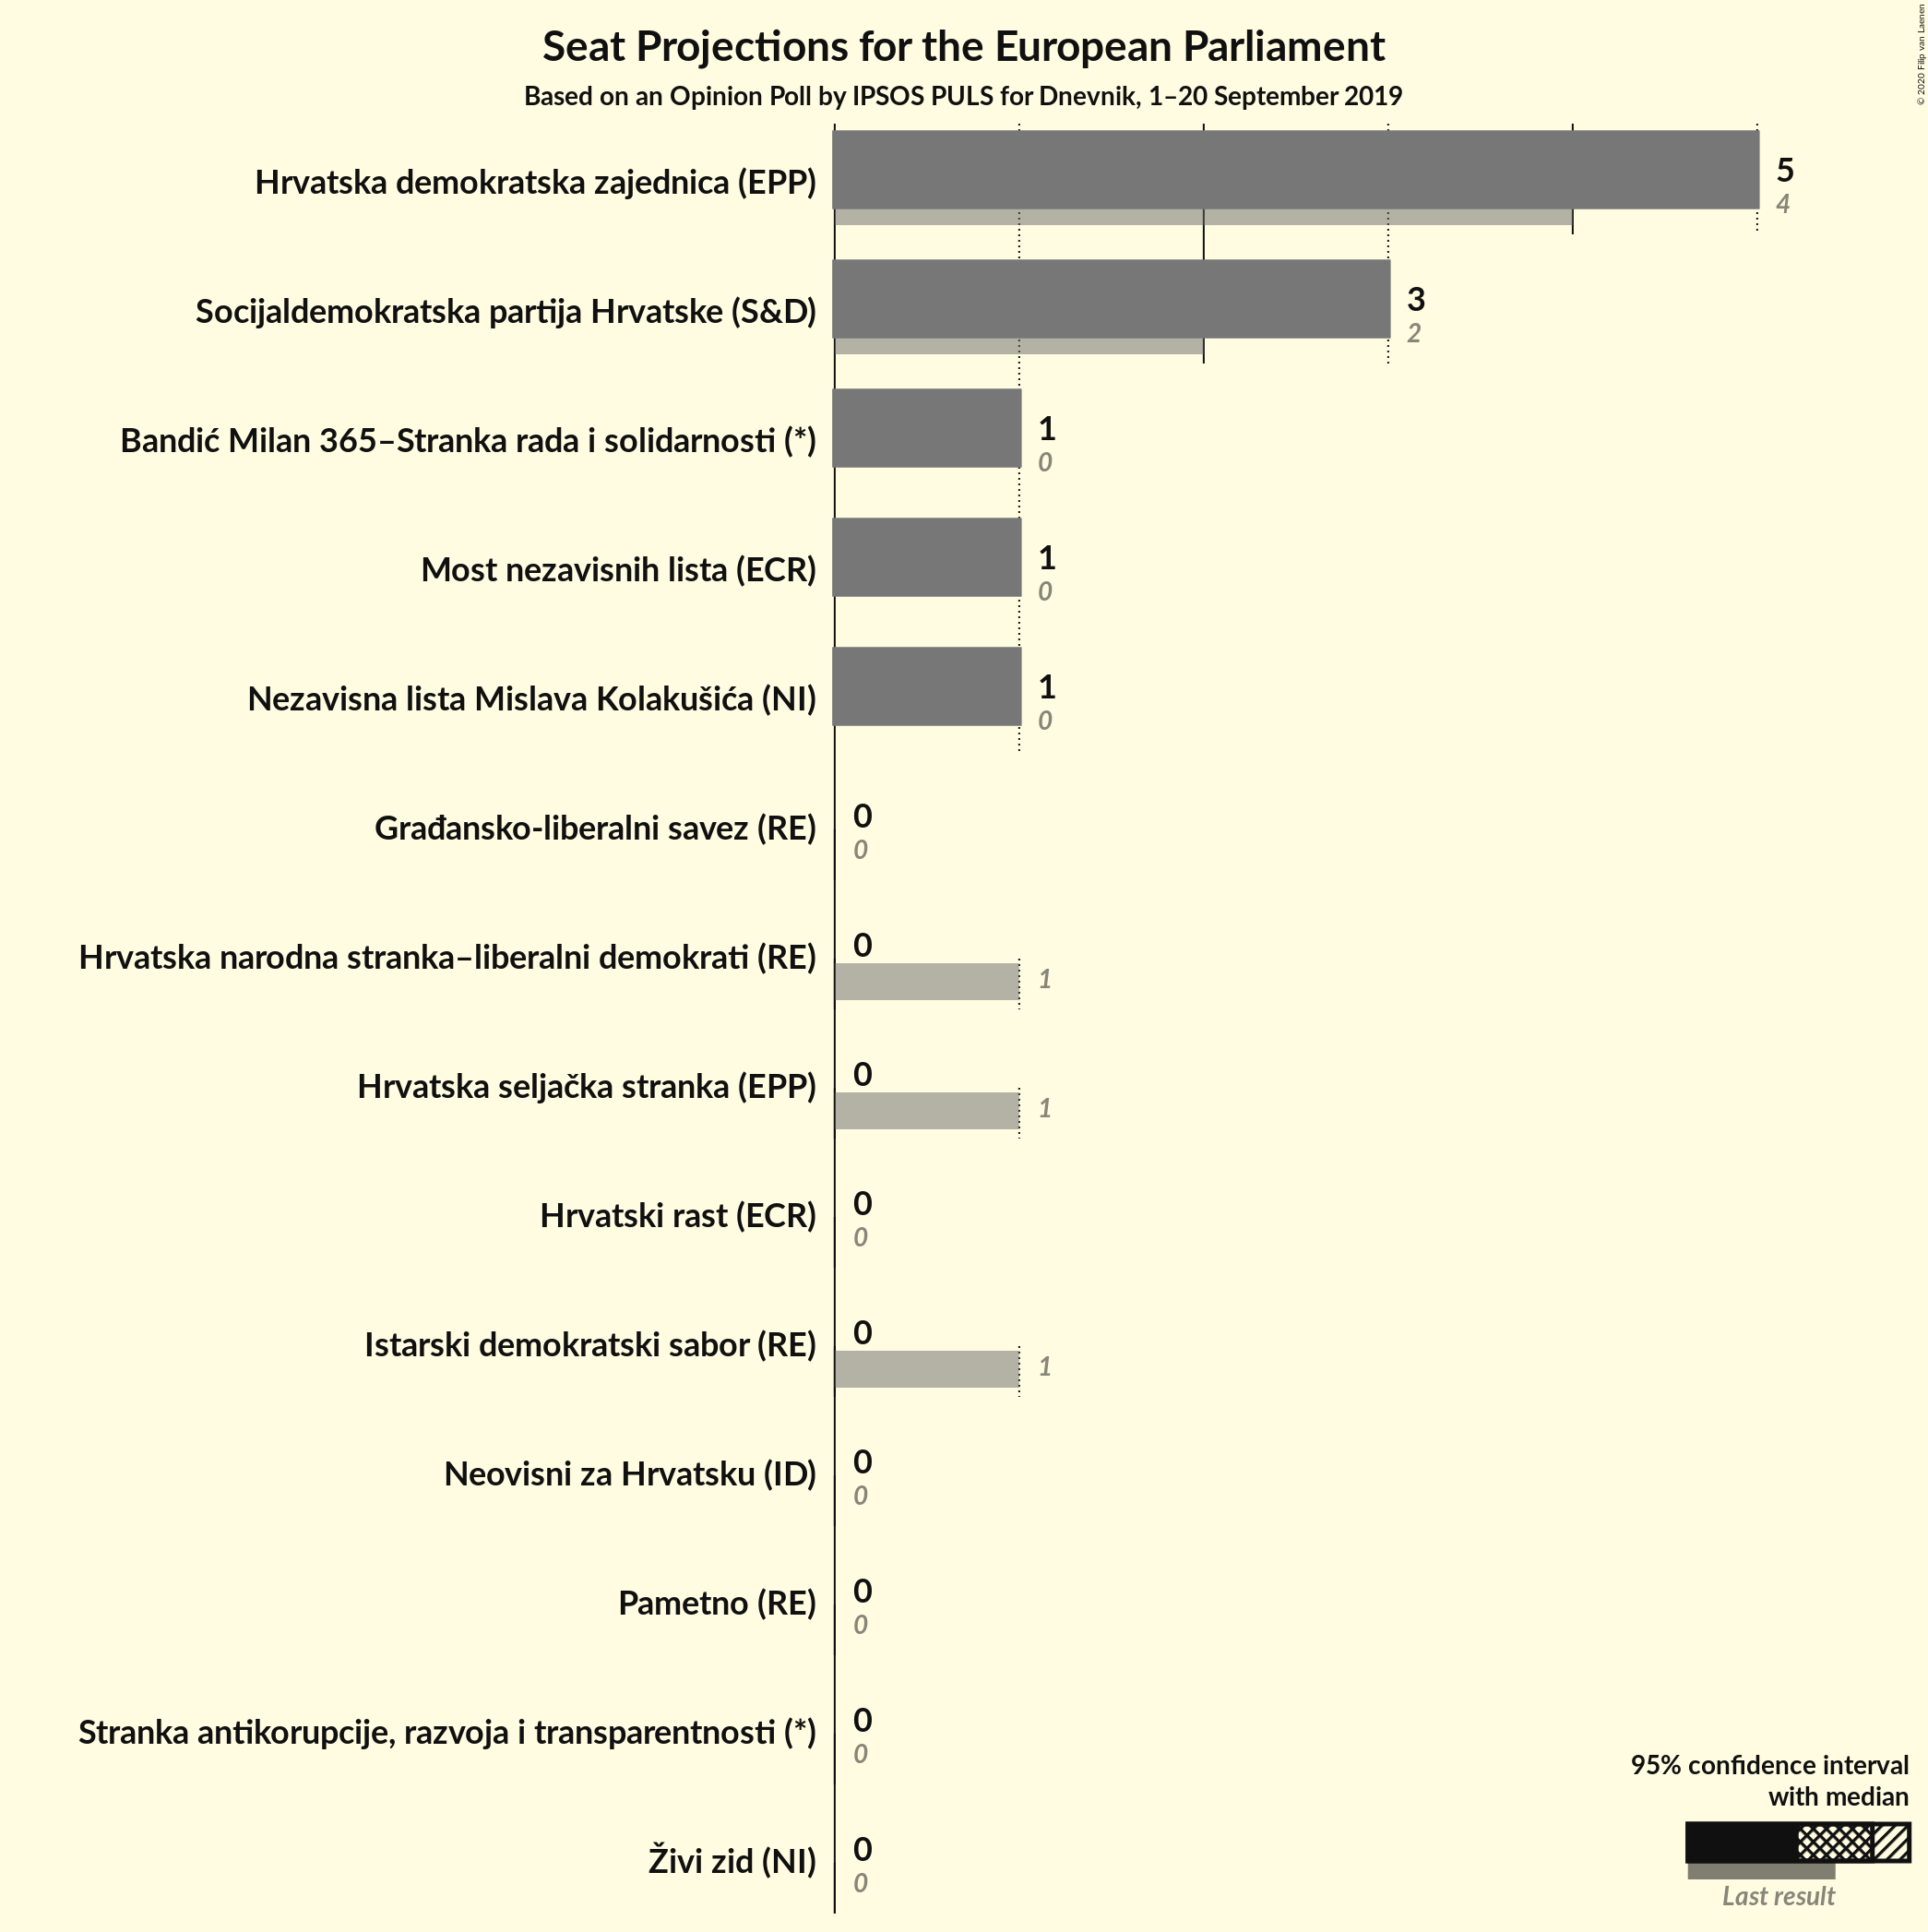 Seat Projections for the European Parliament
Based on an Opinion Poll by IPSOS PULS for Dnevnik, 1–20 September 2019
© 2020 Filip van Laenen
Hrvatska demokratska zajednica (EPP)
5
4
Socijaldemokratska partija Hrvatske (S&D)
3
2
Bandić Milan 365–Stranka rada i solidarnosti (*)
1
0
Most nezavisnih lista (ECR)
1
0
Nezavisna lista Mislava Kolakušića (NI)
1
0
Građansko-liberalni savez (RE)
0
0
Hrvatska narodna stranka–liberalni demokrati (RE)
0
1
Hrvatska seljačka stranka (EPP)
0
1
Hrvatski rast (ECR)
0
0
Istarski demokratski sabor (RE)
0
1
Neovisni za Hrvatsku (ID)
0
0
Pametno (RE)
0
0
Stranka antikorupcije, razvoja i transparentnosti (*)
0
0
Živi zid (NI)
0
0
95% confidence interval
with median
Last result